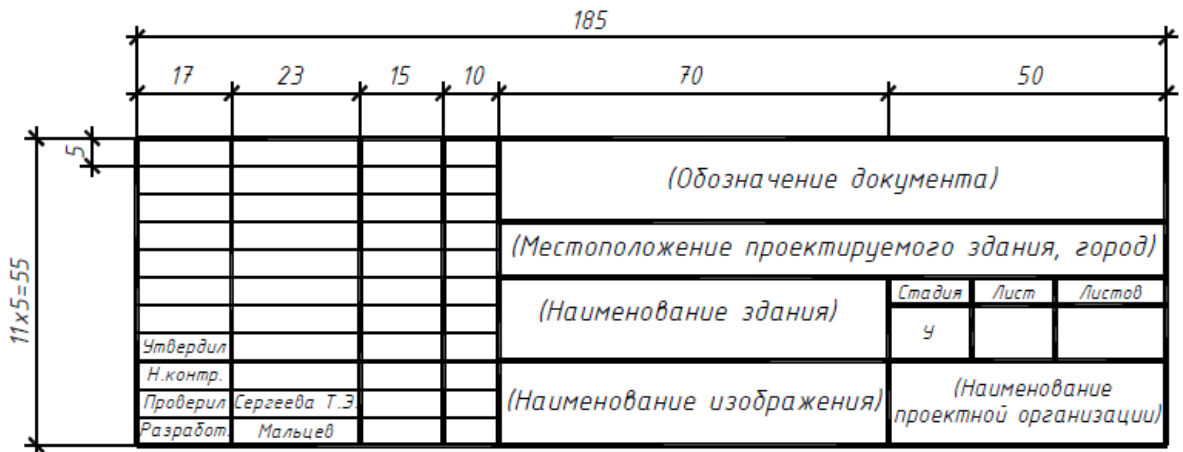 185
17 23 15 10 70 50
5
11x5=55
(Обозначение документа)
(Местоположение проектируемого здания, город)
(Наименование здания)
Стадия Лист Листов
У
Утвердил
Н.контр.
Проверил Сергеева Т.Э.
Разработ. Мальцев
(Наименование изображения)
(Наименование
проектной организации)